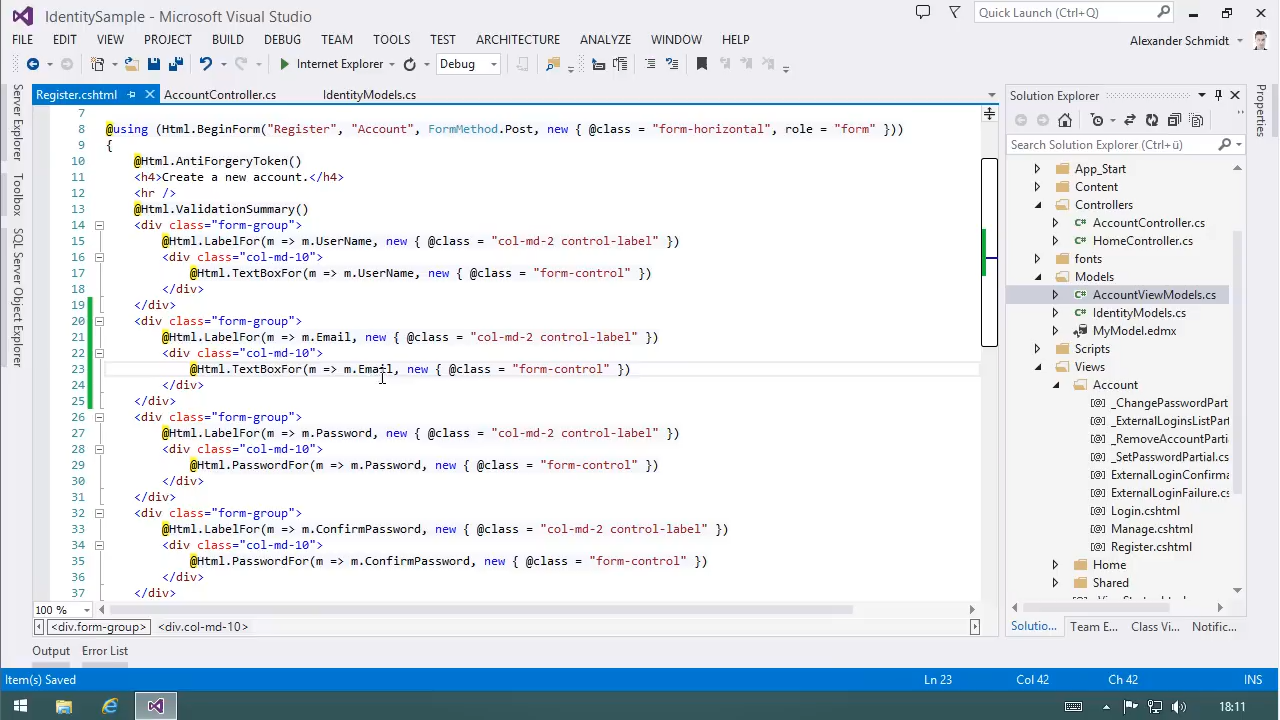 IdentitySample - Microsoft Visual Studio
Quick Launch (Ctrl+Q)
FILE EDIT VIEW PROJECT BUILD DEBUG TEAM TOOLS TEST ARCHITECTURE ANALYZE WINDOW HELP
Alexander Schmidt
Internet Explorer
Debug
Register.cshtml
AccountController.cs
IdentityModels.cs
Server Explorer
Toolbox
SQL Server Object Explorer
7
8 @using (Html.BeginForm("Register", "Account", FormMethod.Post, new { @class = "form-horizontal", role = "form" }))
9 {
10 @Html.AntiForgeryToken()
11 <h4>Create a new account.</h4>
12 <hr />
13 @Html.ValidationSummary()
14 <div class="form-group">
15 @Html.LabelFor(m => m.UserName, new { @class = "col-md-2 control-label" })
16 <div class="col-md-10">
17 @Html.TextBoxFor(m => m.UserName, new { @class = "form-control" })
18 </div>
19 </div>
20 <div class="form-group">
21 @Html.LabelFor(m => m.Email, new { @class = "col-md-2 control-label" })
22 <div class="col-md-10">
23 @Html.TextBoxFor(m => m.Email, new { @class = "form-control" })
24 </div>
25 </div>
26 <div class="form-group">
27 @Html.LabelFor(m => m.Password, new { @class = "col-md-2 control-label" })
28 <div class="col-md-10">
29 @Html.PasswordFor(m => m.Password, new { @class = "form-control" })
30 </div>
31 </div>
32 <div class="form-group">
33 @Html.LabelFor(m => m.ConfirmPassword, new { @class = "col-md-2 control-label" })
34 <div class="col-md-10">
35 @Html.PasswordFor(m => m.ConfirmPassword, new { @class = "form-control" })
36 </div>
37 </div>
100 %
<div.form-group> <div.col-md-10>
Solution Explorer
Search Solution Explorer (Ctrl+ü)
App_Start
Content
Controllers
C# AccountController.cs
C# HomeController.cs
fonts
Models
C# AccountViewModels.cs
C# IdentityModels.cs
MyModel.edmx
Scripts
Views
Account
[@] _ChangePasswordPart
[@] _ExternalLoginsListPart
[@] _RemoveAccountPartia
[@] _SetPasswordPartial.cs
[@] ExternalLoginConfirma
[@] ExternalLoginFailure.cs
[@] Login.cshtml
[@] Manage.cshtml
[@] Register.cshtml
Home
Shared
Solutio... Team E... Class Vi... Notific...
Properties
Output Error List
Item(s) Saved
Ln 23 Col 42 Ch 42 INS
18:11